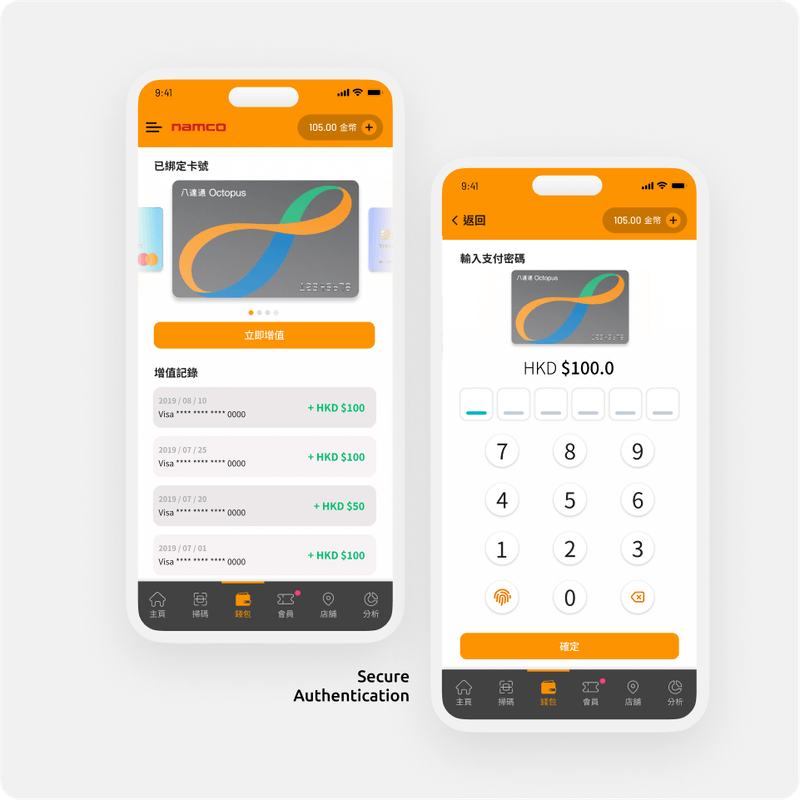 9:41
namco
105.00 金幣 +
已綁定卡號
八達通 Octopus
立即增值
增值記錄
2019 / 08 / 10
Visa **** **** **** 0000
+ HKD $100
2019 / 07 / 25
Visa **** **** **** 0000
+ HKD $100
2019 / 07 / 20
Visa **** **** **** 0000
+ HKD $50
2019 / 07 / 01
Visa **** **** **** 0000
+ HKD $100
主頁 掃碼 錢包 會員 店舖 分析
Secure
Authentication
9:41
返回
105.00 金幣 +
輸入支付密碼
八達通 Octopus
HKD $100.0
7 8 9
4 5 6
1 2 3
0
確定
主頁 掃碼 錢包 會員 店舖 分析